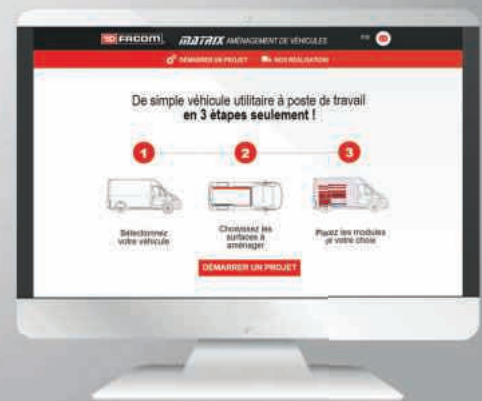 FACOM MATRIX AMÉNAGEMENT DE VÉHICULES FR
DÉMARRER UN PROJET NOS RÉALISATION
De simple véhicule utilitaire à poste de travail
en 3 étapes seulement !
1 2 3
Sélectionnez
votre véhicule
Choisissez les
surfaces à
aménager
Placez les modules
de votre choix
DÉMARRER UN PROJET